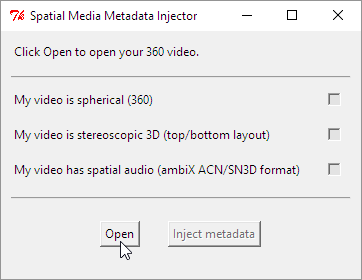 Spatial Media Metadata Injector
Click Open to open your 360 video.
My video is spherical (360)
My video is stereoscopic 3D (top/bottom layout)
My video has spatial audio (ambiX ACN/SN3D format)
Open
Inject metadata